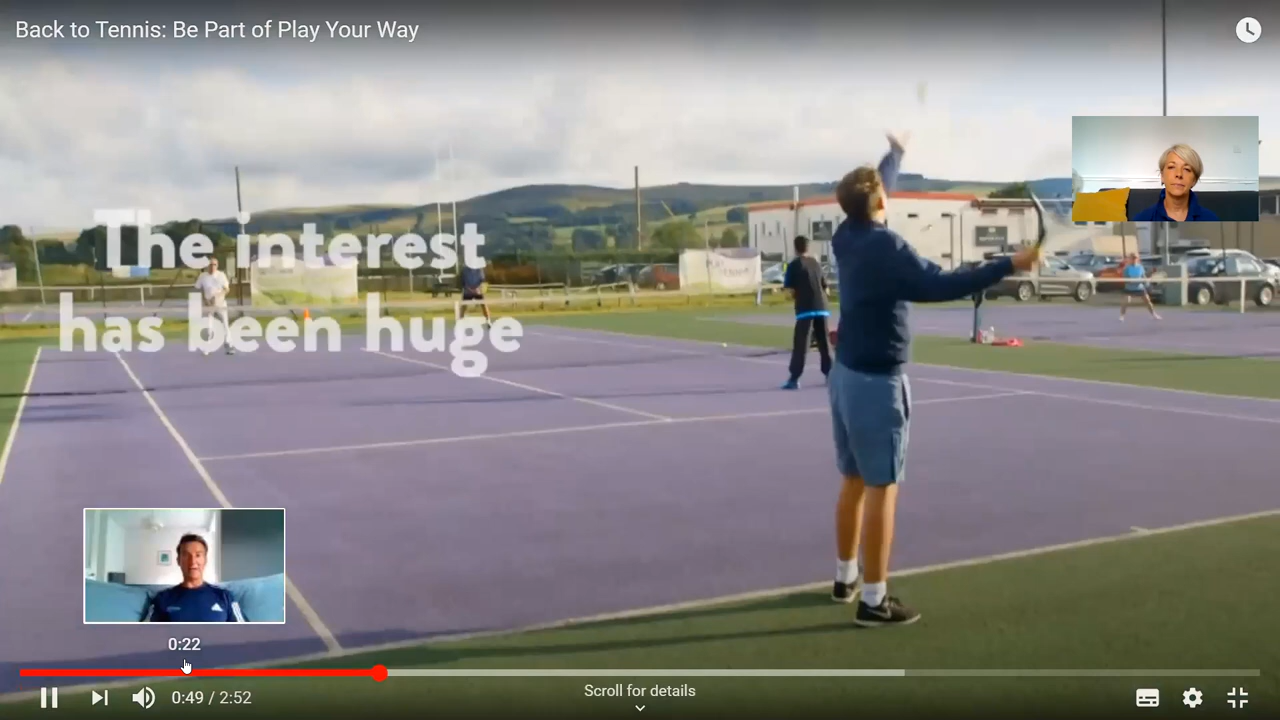 Back to Tennis: Be Part of Play Your Way
The interest
has been huge
0:22
0:49 / 2:52
Scroll for details